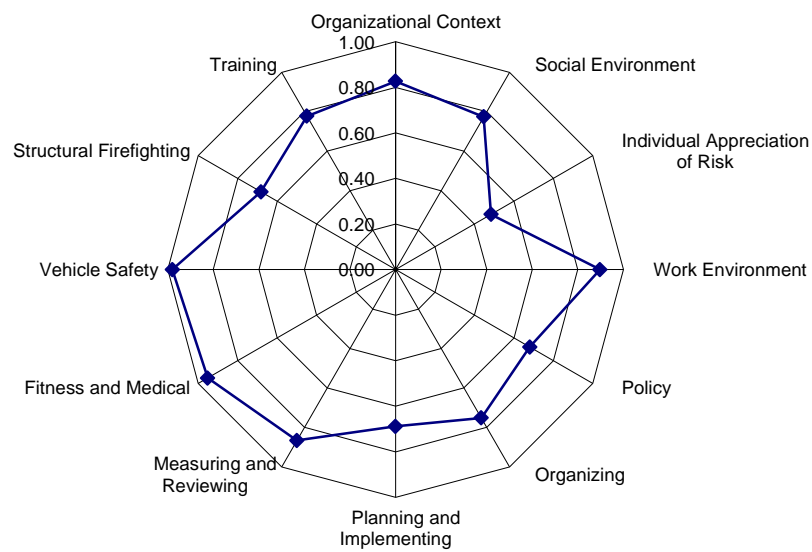 Organizational Context
1.00
Training
Social Environment
0.80
Structural Firefighting
Individual Appreciation
of Risk
0.60
0.40
0.20
Vehicle Safety
0.00
Work Environment
Fitness and Medical
Policy
Measuring and
Reviewing
Organizing
Planning and
Implementing